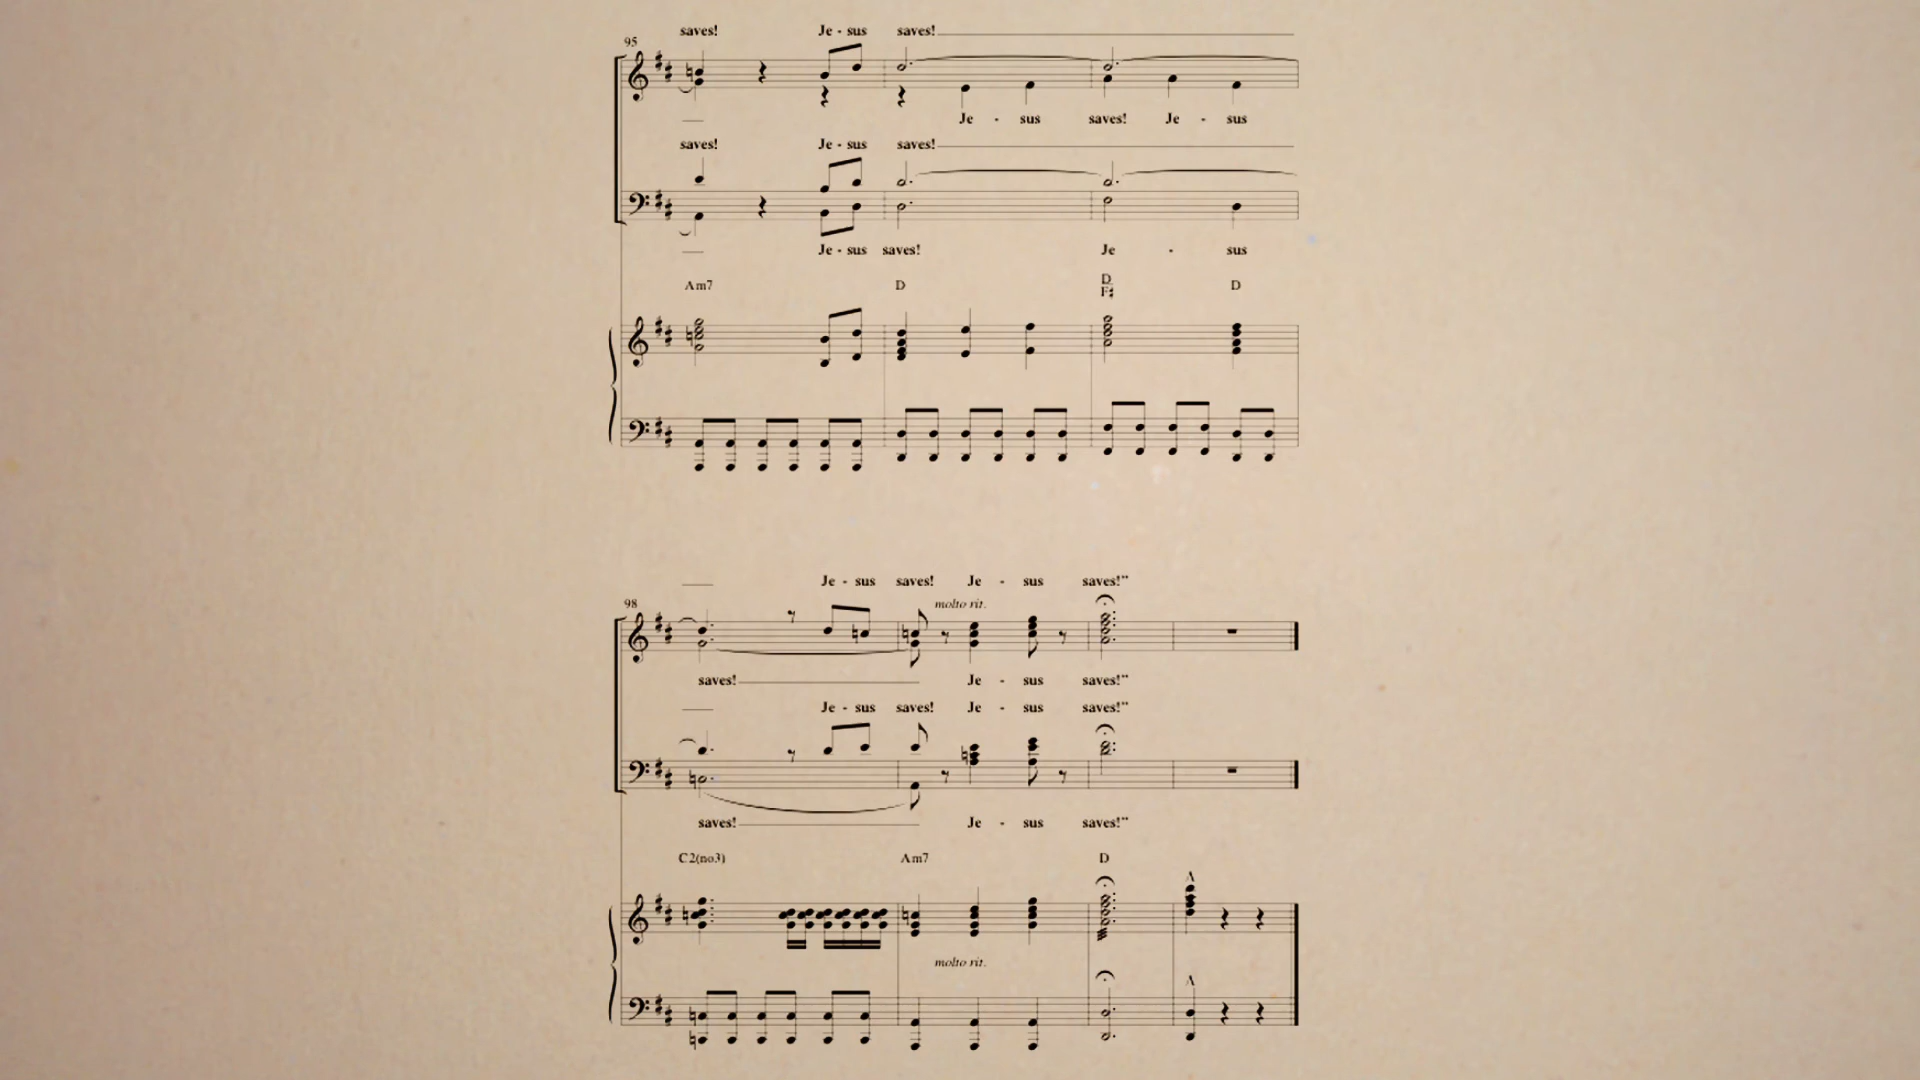 saves! Je - sus saves!
95
Je - sus saves! Je - sus
saves! Je - sus saves!
Je - sus saves! Je - sus
Am7 D D F♯ D
Je - sus saves! Je - sus saves!”
98 molto rit.
saves! Je - sus saves!”
Je - sus saves! Je - sus saves!”
saves! Je - sus saves!”
C2(no3) Am7 D
molto rit.